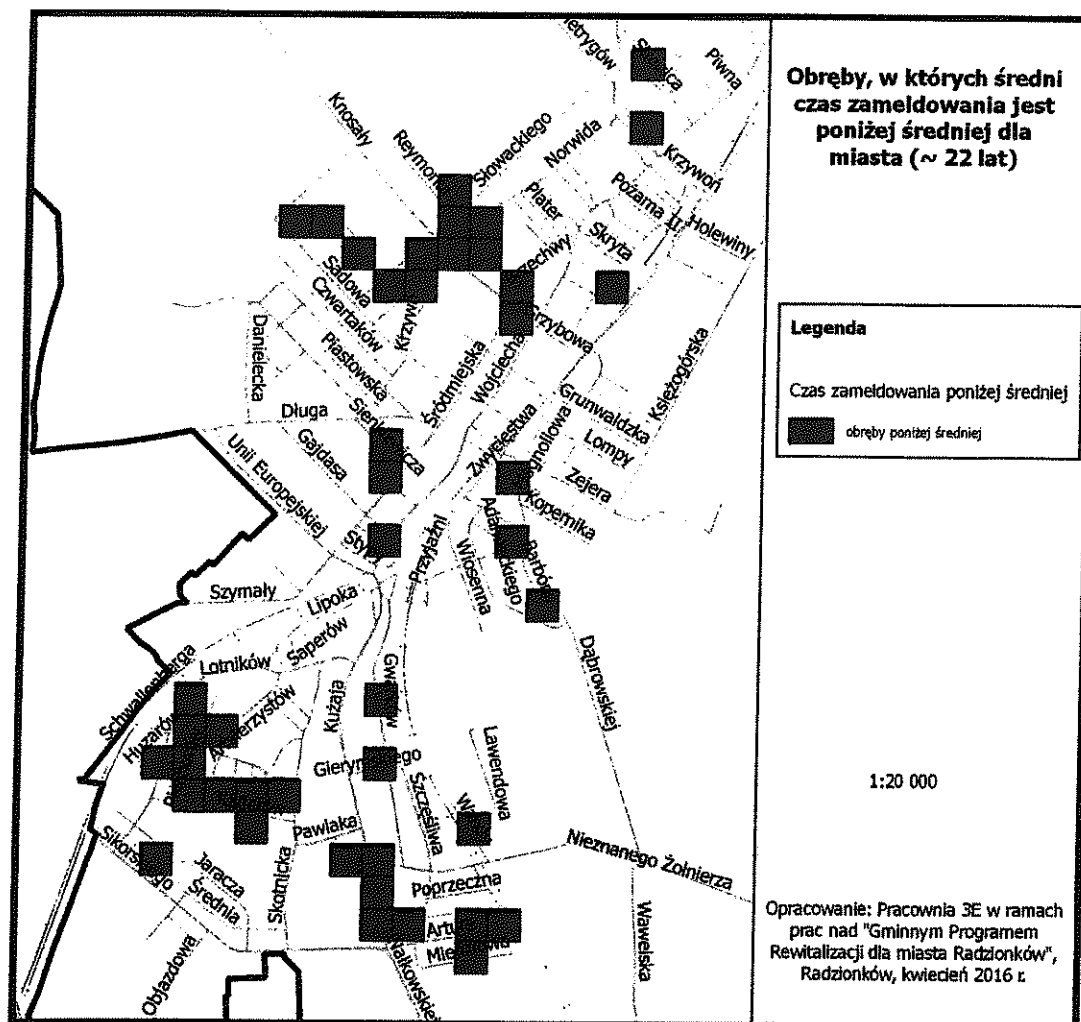 Piwna
Obręby, w których średni
czas zameldowania jest
poniżej średniej dla
miasta (~ 22 lat)
Knosały
Słowackiego
Norwida
Krzywoń
Plater
Pożarna II
Holewiny
Skryta
Sadowa
Czwartaków
Grzybowa
Legenda
Czas zameldowania poniżej średniej
obręby poniżej średniej
Danielecka
Piastowska
Śródmiejska
Wojciecha
Księżogórska
Długa
Gajdasa
Grunwaldzka
Lompy
Zwycięstwa
Zejera
Kopernika
Unii Europejskiej
Przyjaźni
Wiosenna
Szymały
Lipoka
Saperów
Lotników
Dąbrowskiej
Schwallenberga
Kużaja
Ławendowa
Szczęśliwa
1:20 000
Pawlaka
Nieznanego Żołnierza
Jaracza
Średnia
Skotnicka
Poprzeczna
Wawelska
Objazdowa
Nałkowskiej
Opracowanie: Pracownia 3E w ramach
prac nad "Gminnym Programem
Rewitalizacji dla miasta Radzionków",
Radzionków, kwiecień 2016 r.